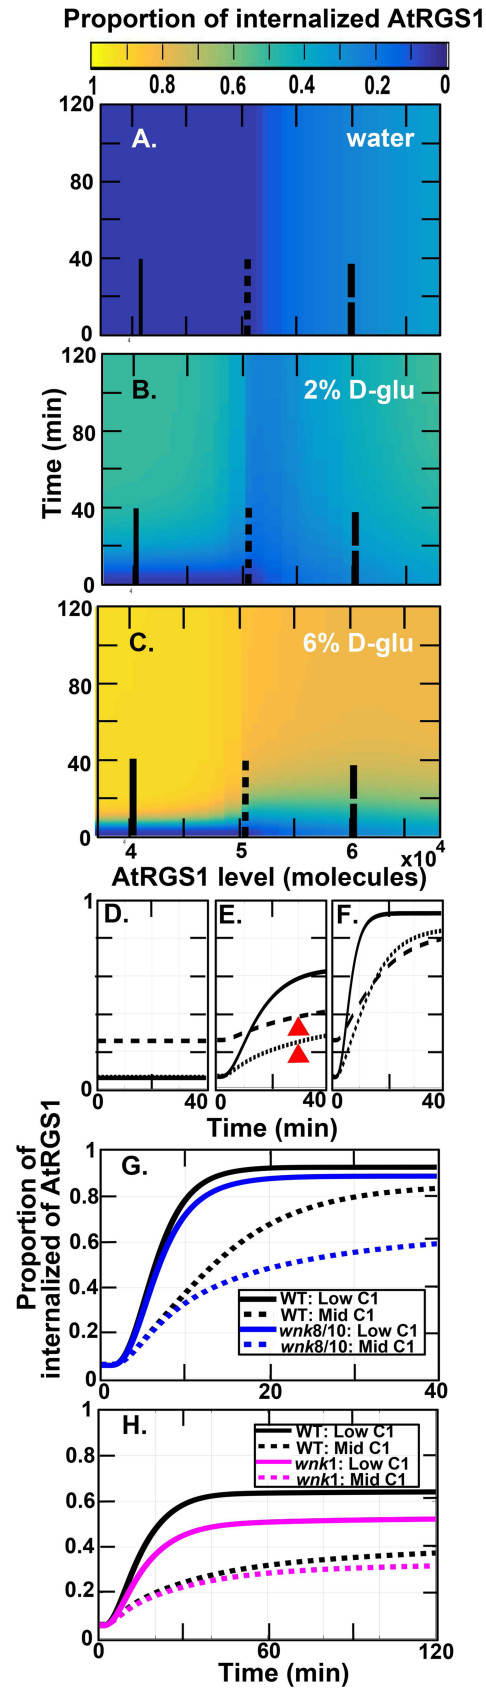 Proportion of internalized AtRGS1
1 0.8 0.6 0.4 0.2 0
A. water
120
80
40
0
4
B. 2% D-glu
120
80
40
0
4
Time (min)
C. 6% D-glu
120
80
40
0
4 5 6 x10⁴
4
AtRGS1 level (molecules)
D. E. F.
1
0
0 40 0 40 0 40
Time (min)
Proportion of
internalized of AtRGS1
G.
1
0.8
0.6
0.4
0.2
0
WT: Low C1
WT: Mid C1
wnk8/10: Low C1
wnk8/10: Mid C1
0 20 40
H.
1
0.8
0.6
0.4
0.2
0
WT: Low C1
WT: Mid C1
wnk1: Low C1
wnk1: Mid C1
0 60 120
Time (min)